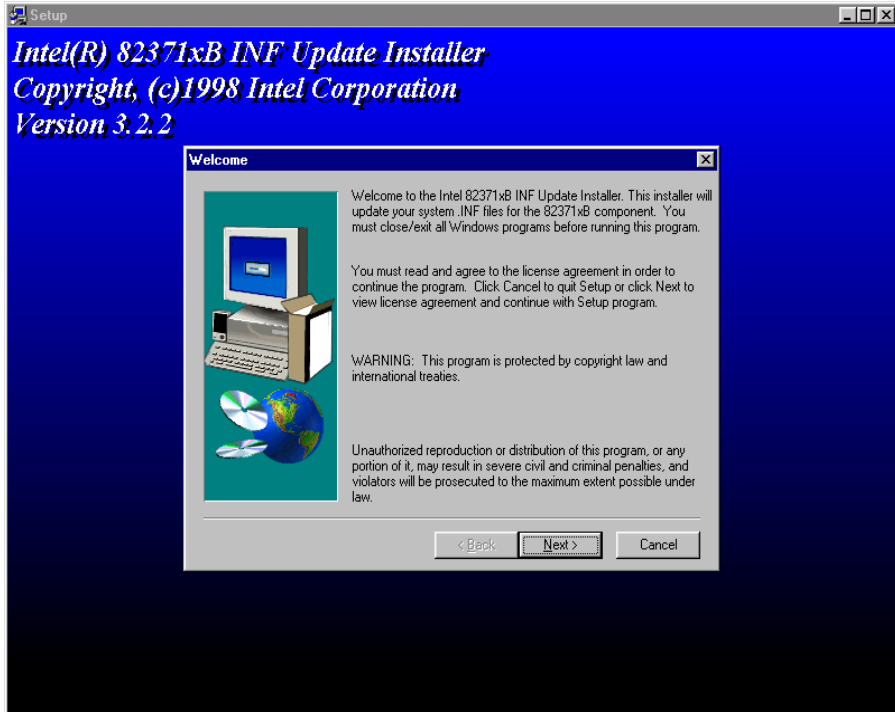 Setup
Intel(R) 82371xB INF Update Installer
Copyright, (c)1998 Intel Corporation
Version 3.2.2
Welcome
Welcome to the Intel 82371xB INF Update Installer. This installer will
update your system .INF files for the 82371xB component. You
must close/exit all Windows programs before running this program.
You must read and agree to the license agreement in order to
continue the program. Click Cancel to quit Setup or click Next to
view license agreement and continue with Setup program.
WARNING: This program is protected by copyright law and
international treaties.
Unauthorized reproduction or distribution of this program, or any
portion of it, may result in severe civil and criminal penalties, and
violators will be prosecuted to the maximum extent possible under
law.
< Back Next > Cancel